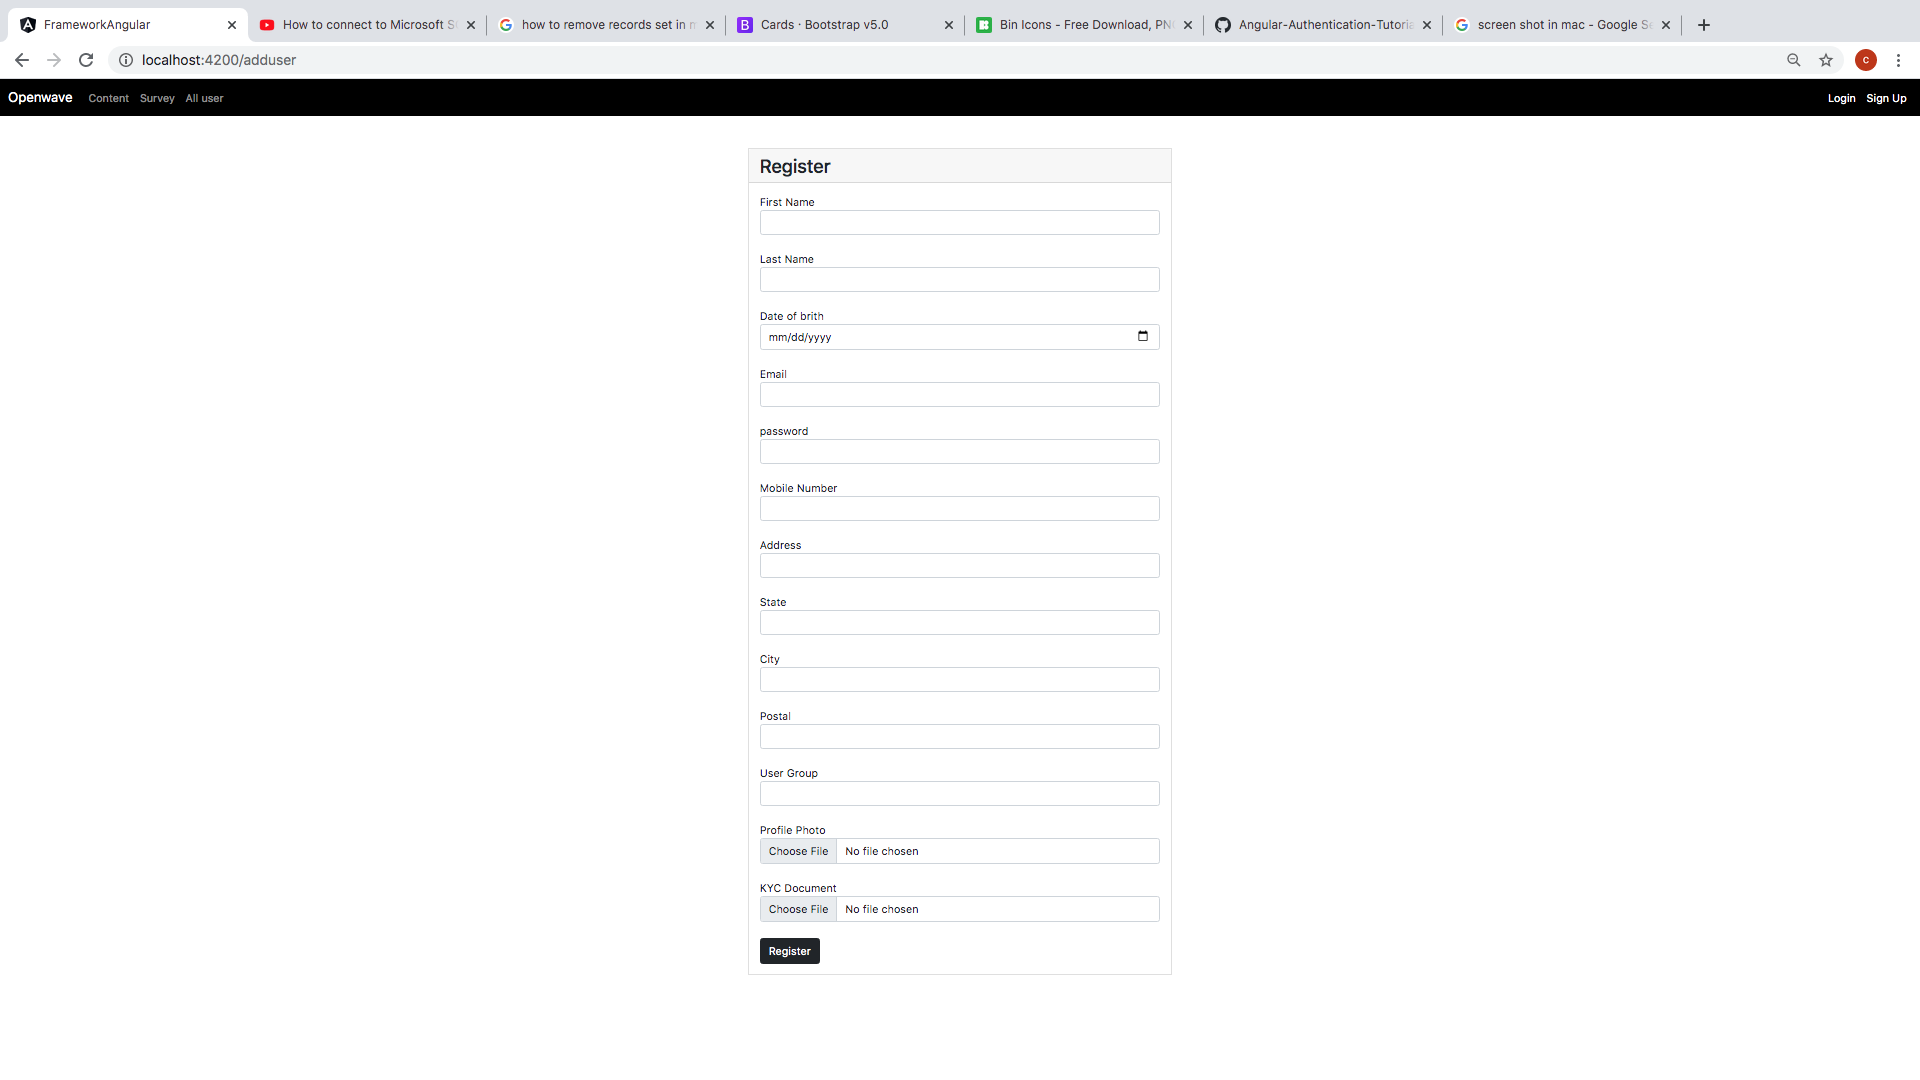 FrameworkAngular
How to connect to Microsoft S
how to remove records set in m
Cards · Bootstrap v5.0
Bin Icons - Free Download, PN
Angular-Authentication-Tutoria
screen shot in mac - Google Se
localhost:4200/adduser
c
Openwave Content Survey All user Login Sign Up
Register
First Name
Last Name
Date of brith
mm/dd/yyyy
Email
password
Mobile Number
Address
State
City
Postal
User Group
Profile Photo
Choose File No file chosen
KYC Document
Choose File No file chosen
Register